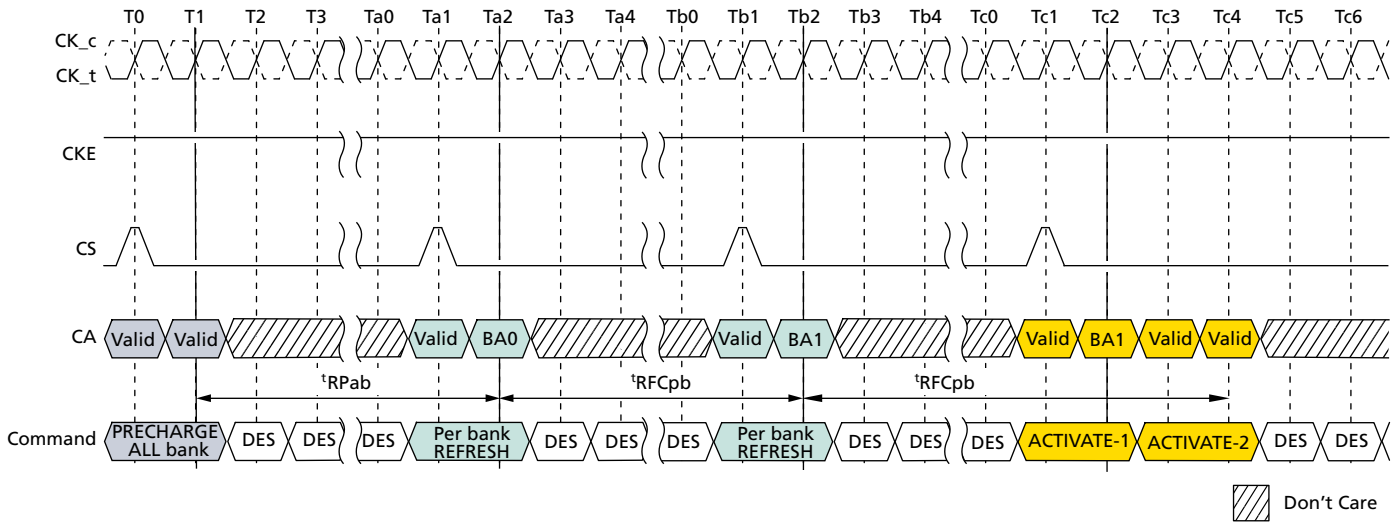 T0 T1 T2 T3 Ta0 Ta1 Ta2 Ta3 Ta4 Tb0 Tb1 Tb2 Tb3 Tb4 Tc0 Tc1 Tc2 Tc3 Tc4 Tc5 Tc6
CK_c
CK_t
CKE
CS
CA Valid Valid Valid BA0 Valid BA1 Valid BA1 Valid Valid
tRPab tRFCpb tRFCpb
Command PRECHARGE ALL bank DES DES DES Per bank REFRESH DES DES DES Per bank REFRESH DES DES DES ACTIVATE-1 ACTIVATE-2 DES DES
Don't Care